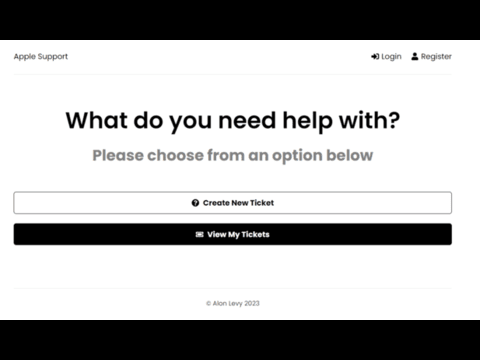 Apple Support
Login
Register
What do you need help with?
Please choose from an option below
Create New Ticket
View My Tickets
© Alon Levy 2023